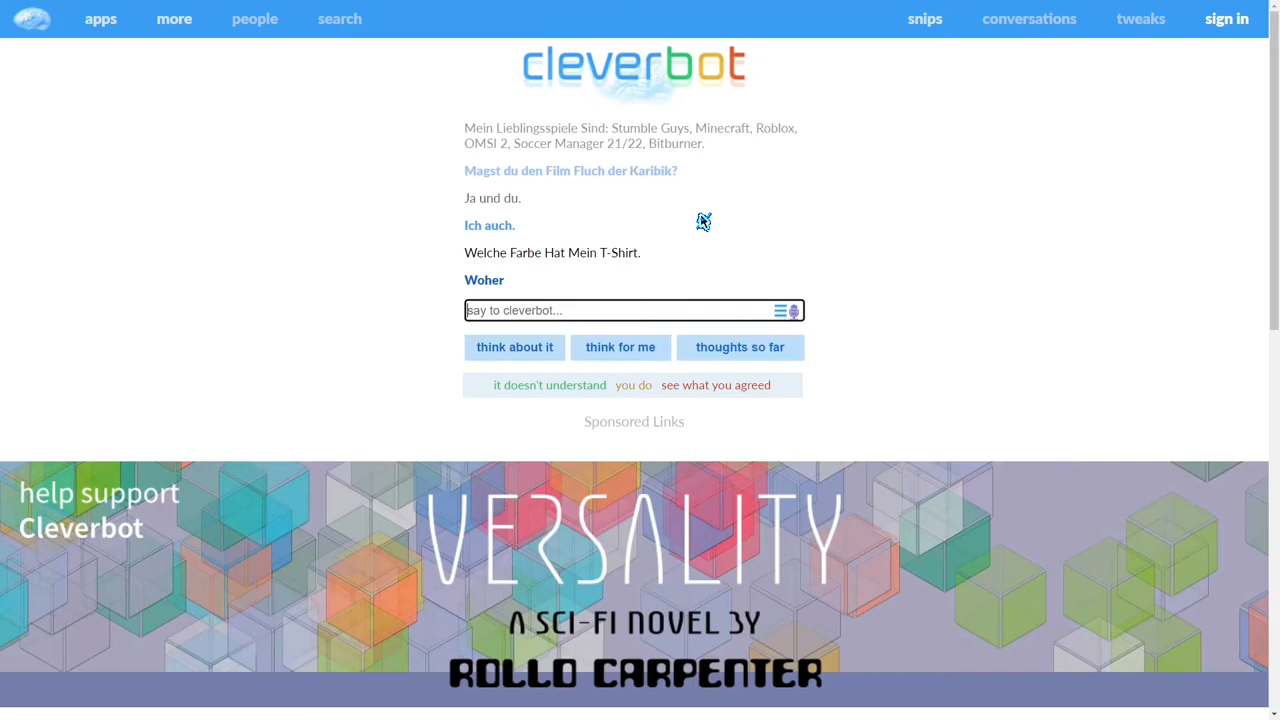 apps more people search snips conversations tweaks sign in
cleverbot
Mein Lieblingsspiele Sind: Stumble Guys, Minecraft, Roblox,
OMSI 2, Soccer Manager 21/22, Bitburner.
Magst du den Film Fluch der Karibik?
Ja und du.
Ich auch.
Welche Farbe Hat Mein T-Shirt.
Woher
say to cleverbot...
think about it think for me thoughts so far
it doesn't understand you do see what you agreed
Sponsored Links
help support
Cleverbot
VERSALITY
A SCI-FI NOVEL BY
ROLLO CARPENTER